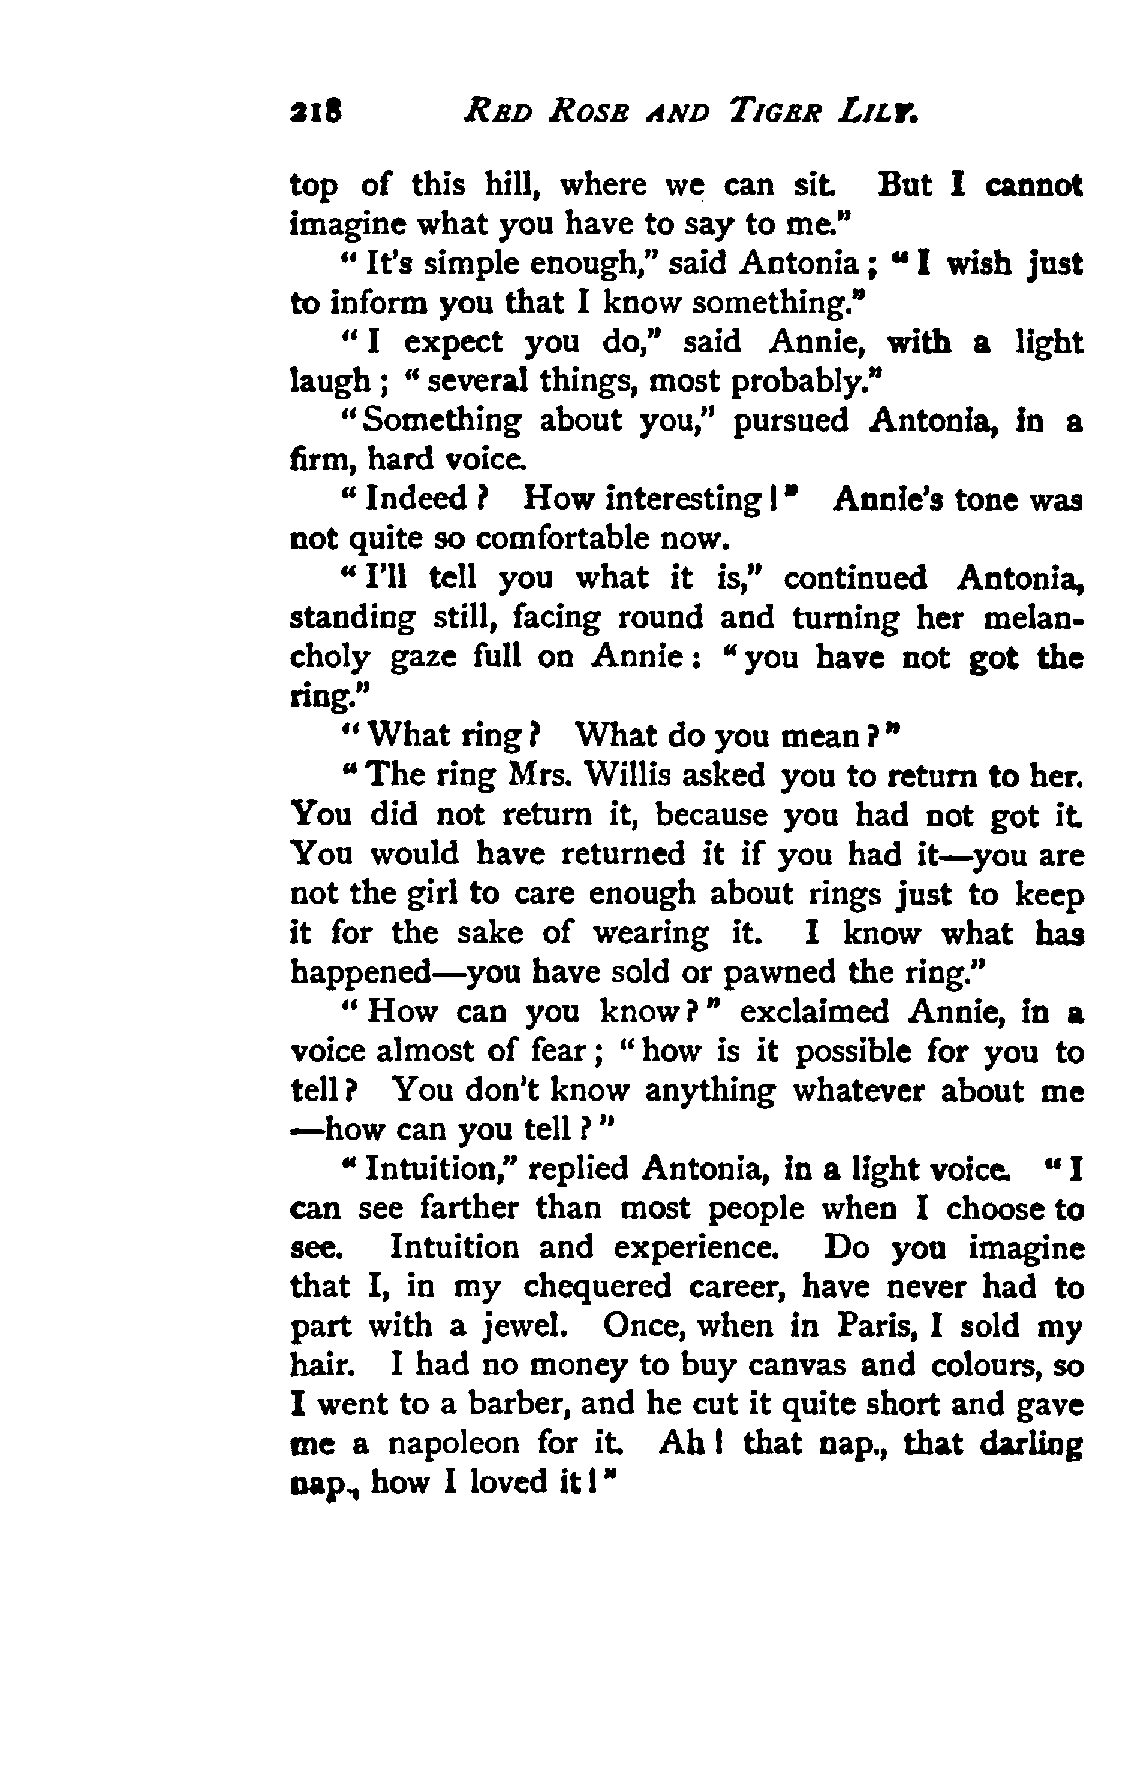 218 RED ROSE AND TIGER LILY.
top of this hill, where we can sit. But I cannot
imagine what you have to say to me."
"It's simple enough," said Antonia; "I wish just
to inform you that I know something."
"I expect you do," said Annie, with a light
laugh; "several things, most probably."
"Something about you," pursued Antonia, in a
firm, hard voice.
"Indeed? How interesting!" Annie's tone was
not quite so comfortable now.
"I'll tell you what it is," continued Antonia,
standing still, facing round and turning her melan-
choly gaze full on Annie: "you have not got the
ring."
"What ring? What do you mean?"
"The ring Mrs. Willis asked you to return to her.
You did not return it, because you had not got it.
You would have returned it if you had it—you are
not the girl to care enough about rings just to keep
it for the sake of wearing it. I know what has
happened—you have sold or pawned the ring."
"How can you know?" exclaimed Annie, in a
voice almost of fear; "how is it possible for you to
tell? You don't know anything whatever about me
—how can you tell?"
"Intuition," replied Antonia, in a light voice. "I
can see farther than most people when I choose to
see. Intuition and experience. Do you imagine
that I, in my chequered career, have never had to
part with a jewel. Once, when in Paris, I sold my
hair. I had no money to buy canvas and colours, so
I went to a barber, and he cut it quite short and gave
me a napoleon for it. Ah! that nap., that darling
nap., how I loved it!"